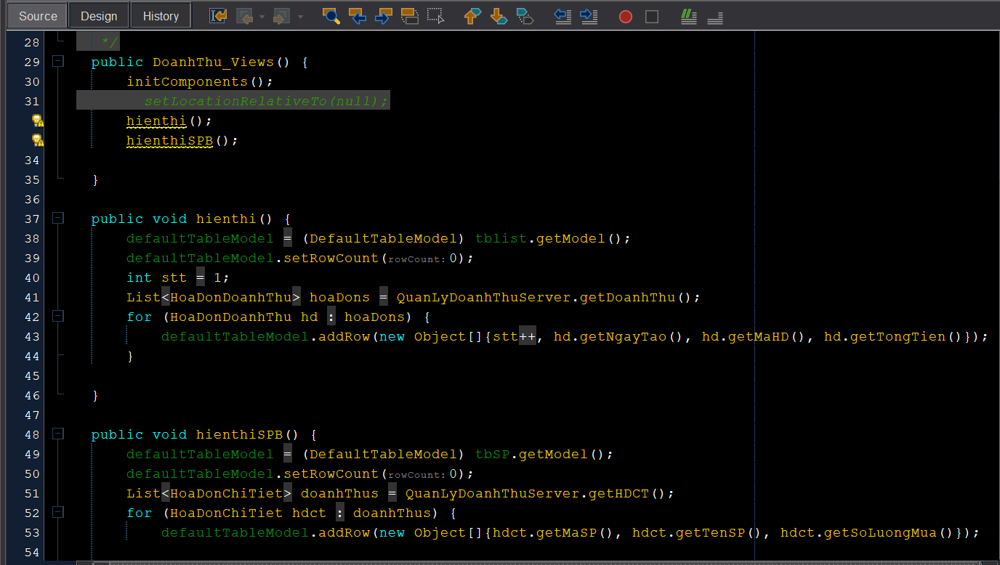 Source Design History
28 */
29 public DoanhThu_Views() {
30 initComponents();
31 setLocationRelativeTo(null);
hienthi();
hienthiSPB();
34
35 }
36
37 public void hienthi() {
38 defaultTableModel = (DefaultTableModel) tblist.getModel();
39 defaultTableModel.setRowCount(rowCount: 0);
40 int stt = 1;
41 List<HoaDonDoanhThu> hoaDons = QuanLyDoanhThuServer.getDoanhThu();
42 for (HoaDonDoanhThu hd : hoaDons) {
43 defaultTableModel.addRow(new Object[]{stt++, hd.getNgayTao(), hd.getMaHD(), hd.getTongTien()});
44 }
45
46 }
47
48 public void hienthiSPB() {
49 defaultTableModel = (DefaultTableModel) tbSP.getModel();
50 defaultTableModel.setRowCount(rowCount: 0);
51 List<HoaDonChiTiet> doanhThus = QuanLyDoanhThuServer.getHDCT();
52 for (HoaDonChiTiet hdct : doanhThus) {
53 defaultTableModel.addRow(new Object[]{hdct.getMaSP(), hdct.getTenSP(), hdct.getSoLuongMua()});
54